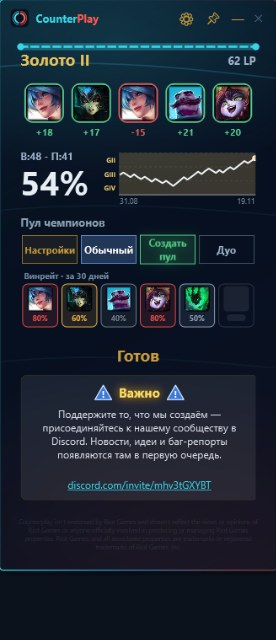 CounterPlay
Золото II
62 LP
+18 +17 -15 +21 +20
В:48 - П:41
54%
GII
GIII
GIV
31.08 19.11
Пул чемпионов
Настройки Обычный Создать пул Дуо
Винрейт - за 30 дней
80% 60% 40% 80% 50%
Готов
Важно
Поддержите то, что мы создаём —
присоединяйтесь к нашему сообществу в
Discord. Новости, идеи и баг-репорты
появляются там в первую очередь.
discord.com/invite/mhv3tGXYBT